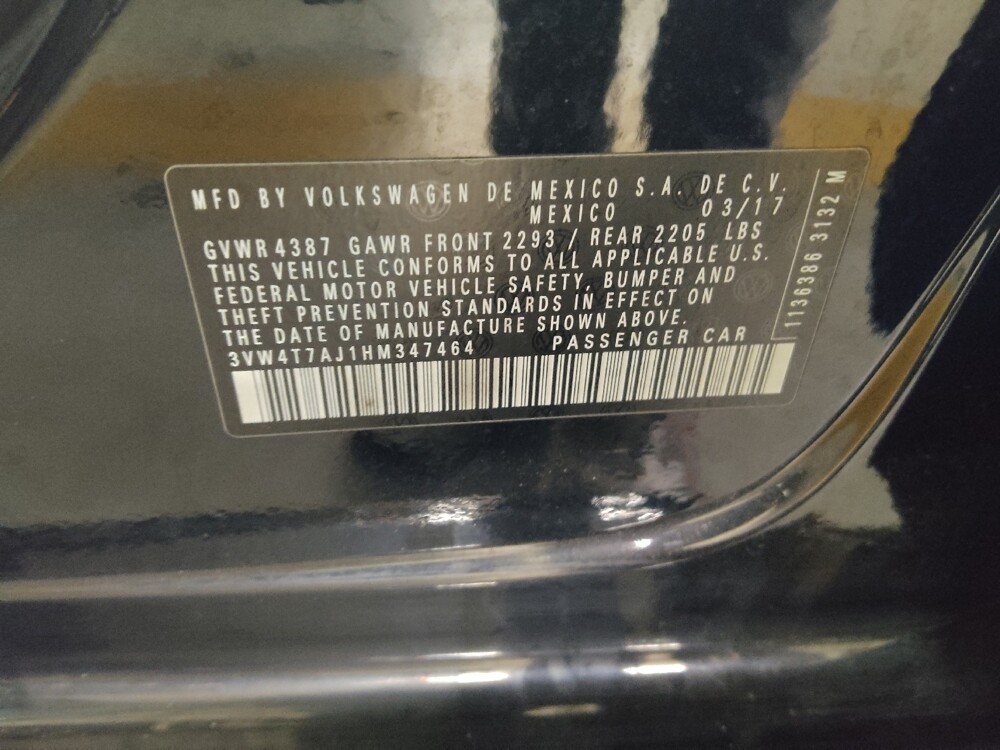 MFD BY VOLKSWAGEN DE MEXICO S.A. DE C.V.
MEXICO 03/17
GVWR 4387 GAWR FRONT 2293 / REAR 2205 LBS
THIS VEHICLE CONFORMS TO ALL APPLICABLE U.S.
FEDERAL MOTOR VEHICLE SAFETY, BUMPER AND
THEFT PREVENTION STANDARDS IN EFFECT ON
THE DATE OF MANUFACTURE SHOWN ABOVE.
3VW4T7AJ1HM347464 PASSENGER CAR
1136386 3132 M